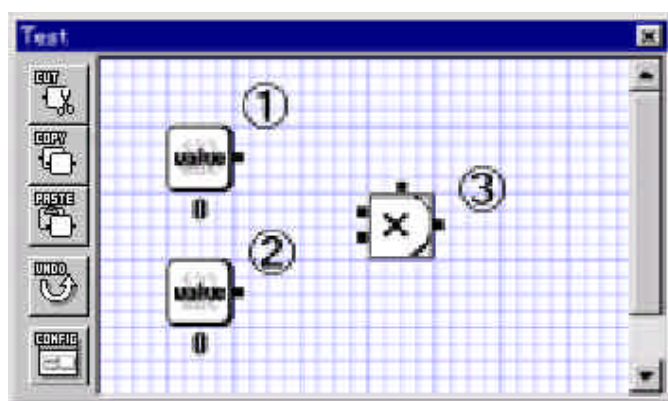 Test
CUT
COPY
PASTE
UNDO
CONFIG
①
value
0
②
value
0
③
×